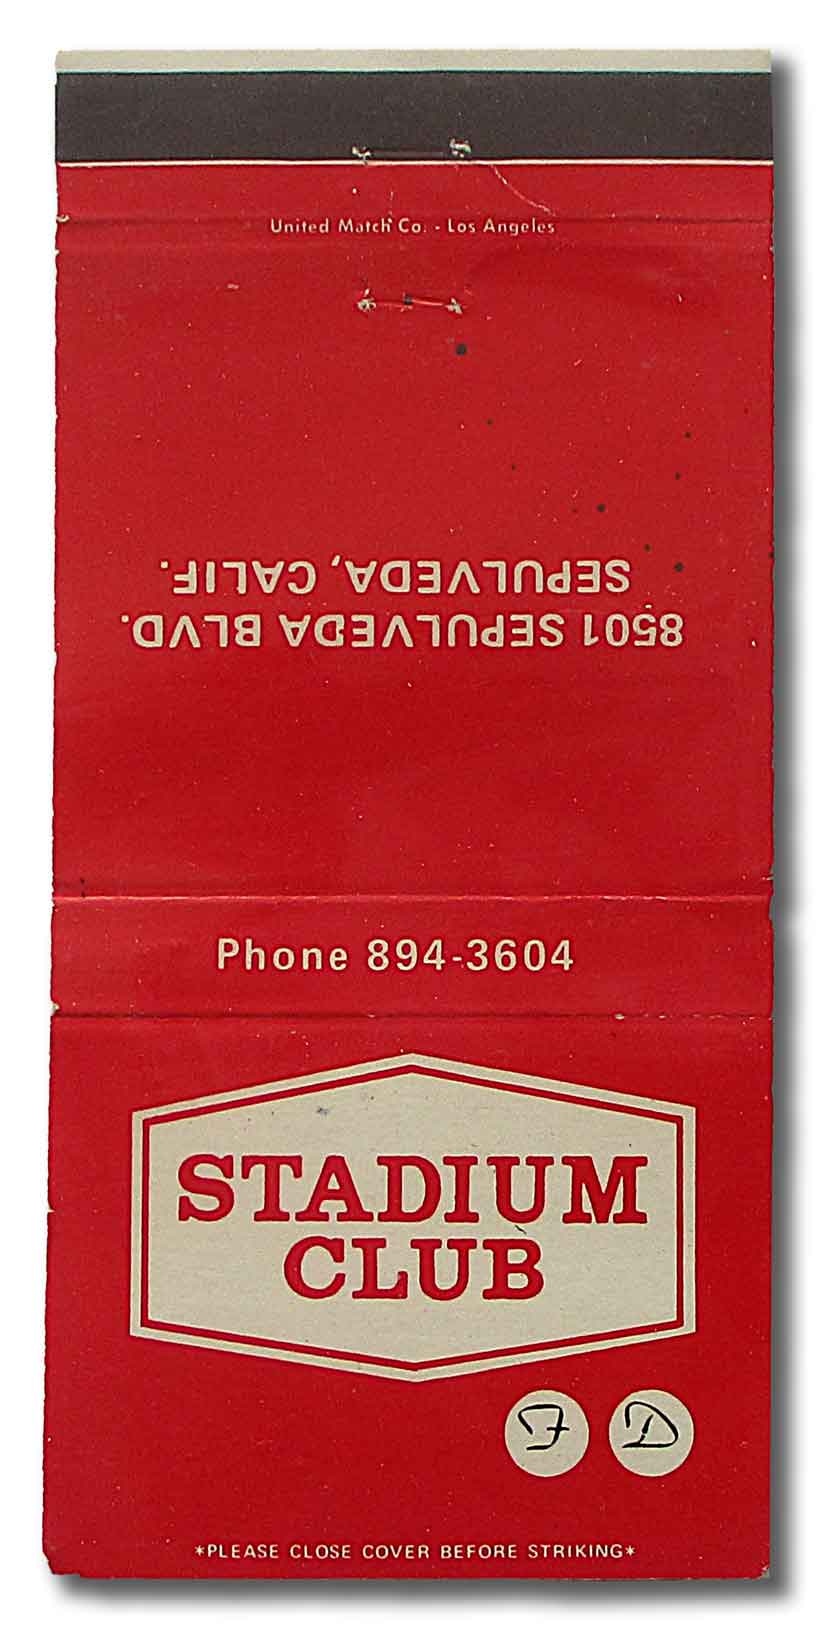 United Match Co. - Los Angeles
8501 SEPULVEDA BLVD.
SEPULVEDA, CALIF.
Phone 894-3604
STADIUM
CLUB
F D
*PLEASE CLOSE COVER BEFORE STRIKING*